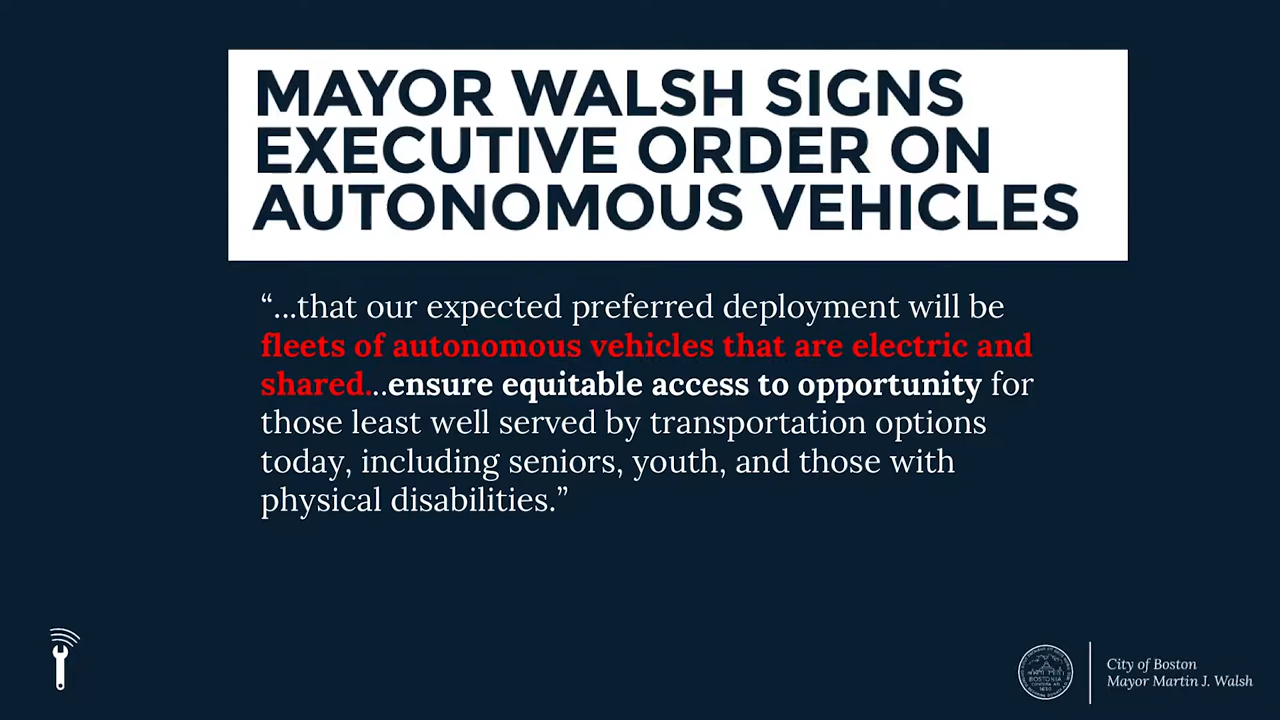 MAYOR WALSH SIGNS
EXECUTIVE ORDER ON
AUTONOMOUS VEHICLES
“...that our expected preferred deployment will be
fleets of autonomous vehicles that are electric and
shared...ensure equitable access to opportunity for
those least well served by transportation options
today, including seniors, youth, and those with
physical disabilities.”
BOSTONIA
City of Boston
Mayor Martin J. Walsh